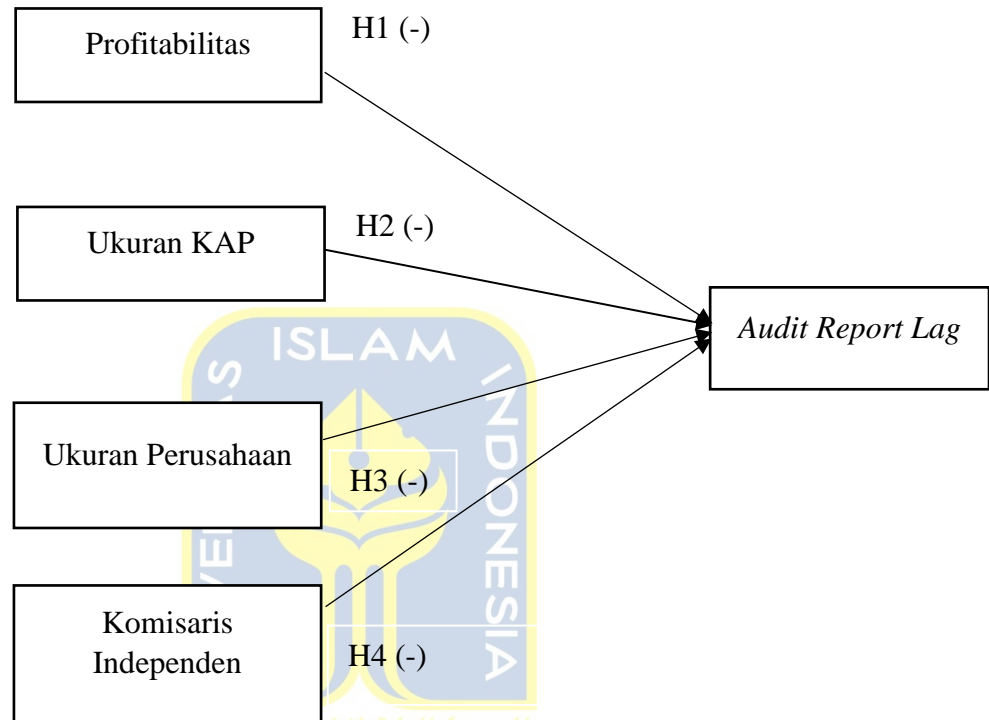 Profitabilitas
H1 (-)
Ukuran KAP
H2 (-)
Audit Report Lag
ISLAM
INDONESIA
Ukuran Perusahaan
H3 (-)
Komisaris
Independen
H4 (-)